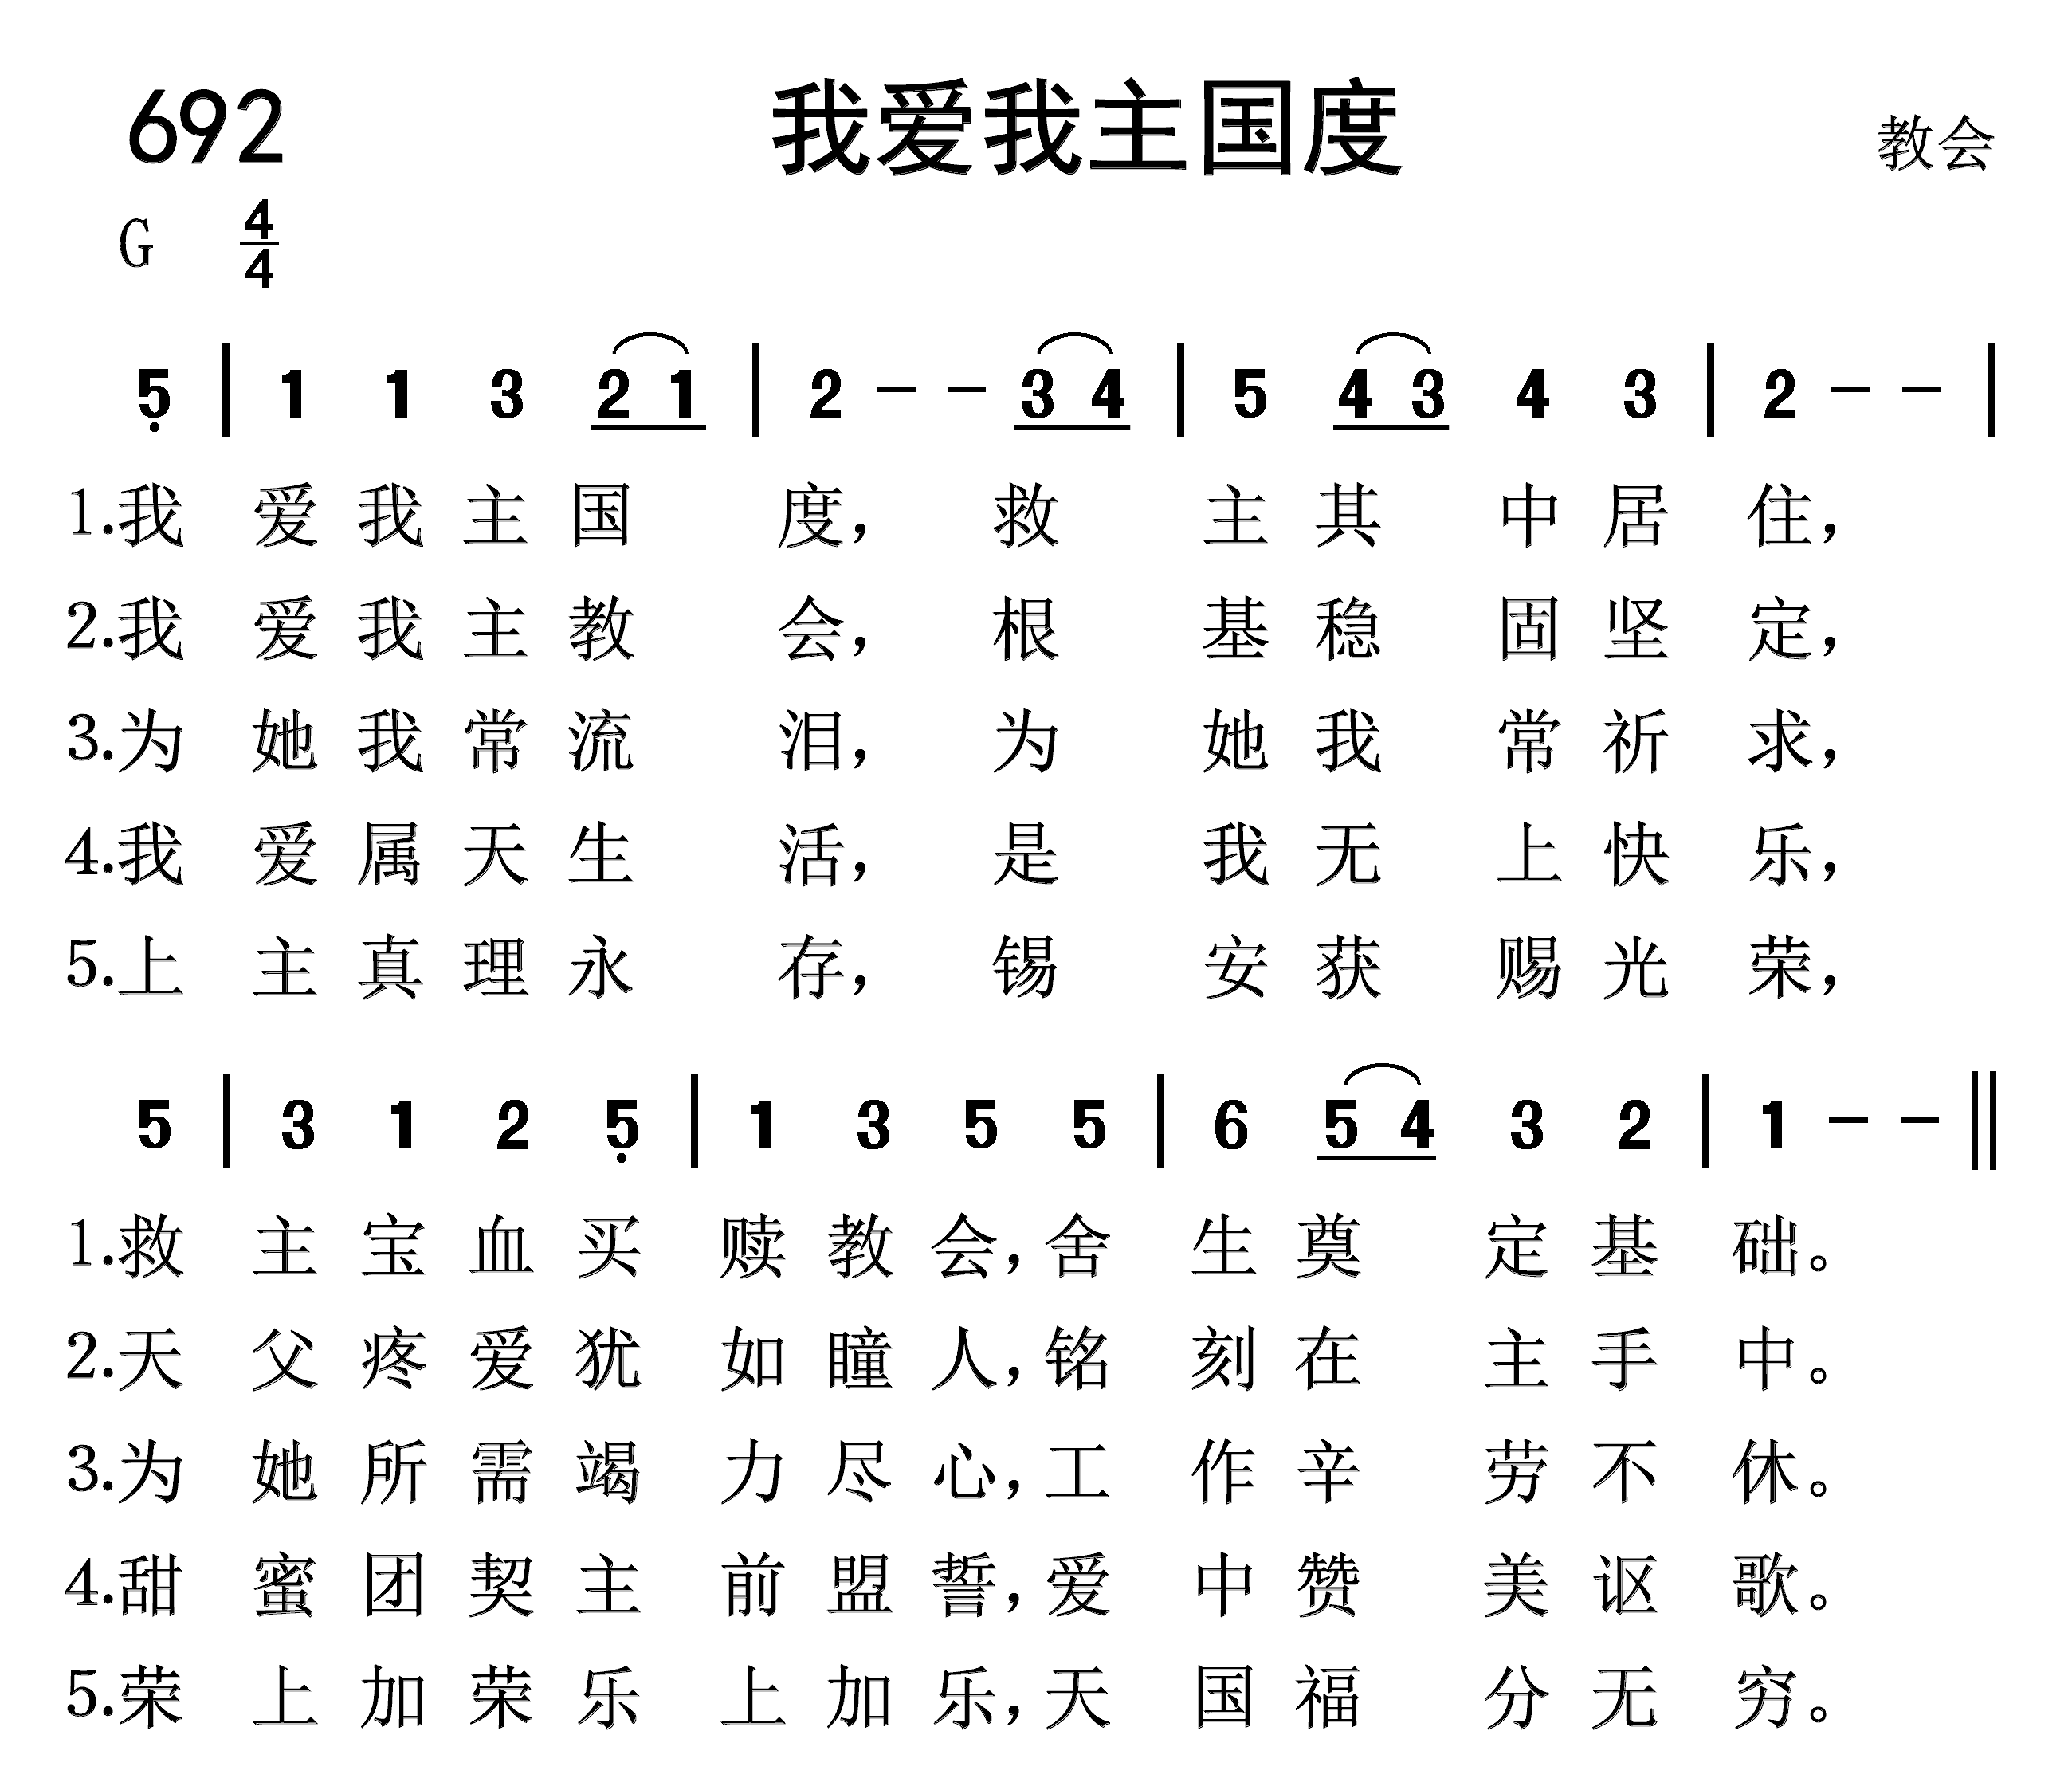 692 我爱我主国度 教会
G 4/4
5̣ | 1 1 3 2 1 | 2 – – 3 4 | 5 4 3 4 3 | 2 – – |
1.我 爱 我 主 国 度， 救 主 其 中 居 住，
2.我 爱 我 主 教 会， 根 基 稳 固 坚 定，
3.为 她 我 常 流 泪， 为 她 我 常 祈 求，
4.我 爱 属 天 生 活， 是 我 无 上 快 乐，
5.上 主 真 理 永 存， 锡 安 获 赐 光 荣，
5 | 3 1 2 5̣ | 1 3 5 5 | 6 5 4 3 2 | 1 – – ‖
1.救 主 宝 血 买 赎 教 会，舍 生 奠 定 基 础。
2.天 父 疼 爱 犹 如 瞳 人，铭 刻 在 主 手 中。
3.为 她 所 需 竭 力 尽 心，工 作 辛 劳 不 休。
4.甜 蜜 团 契 主 前 盟 誓，爱 中 赞 美 讴 歌。
5.荣 上 加 荣 乐 上 加 乐，天 国 福 分 无 穷。